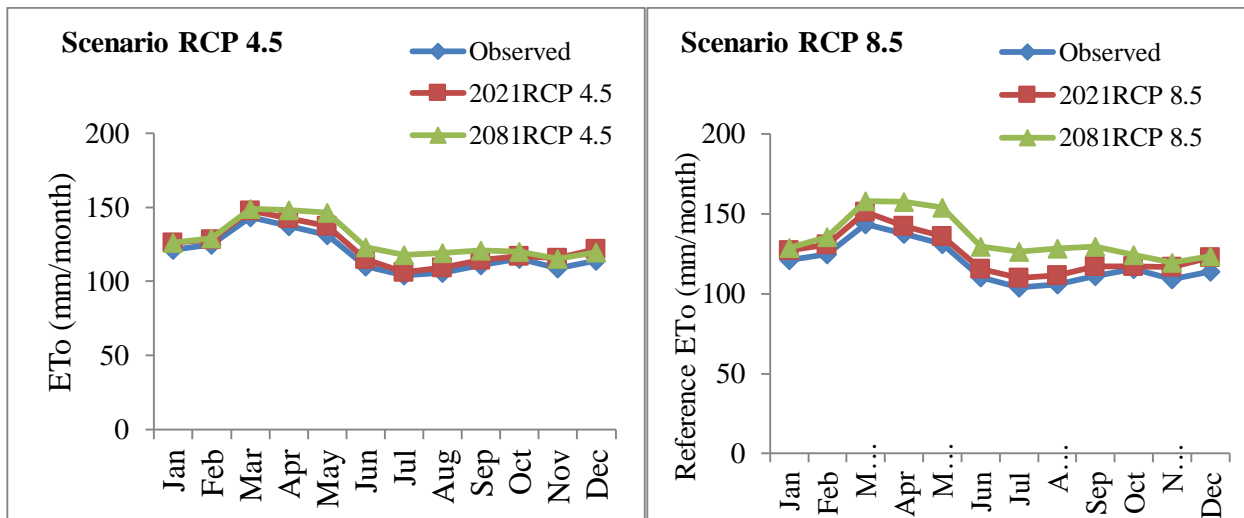 Scenario RCP 4.5
Observed
2021RCP 4.5
2081RCP 4.5
ETo (mm/month)
200
150
100
50
0
Jan
Feb
Mar
Apr
May
Jun
Jul
Aug
Sep
Oct
Nov
Dec
Scenario RCP 8.5
Observed
2021RCP 8.5
2081RCP 8.5
Reference ETo (mm/month)
200
150
100
50
0
Jan
Feb
M...
Apr
M...
Jun
Jul
A...
Sep
Oct
N...
Dec